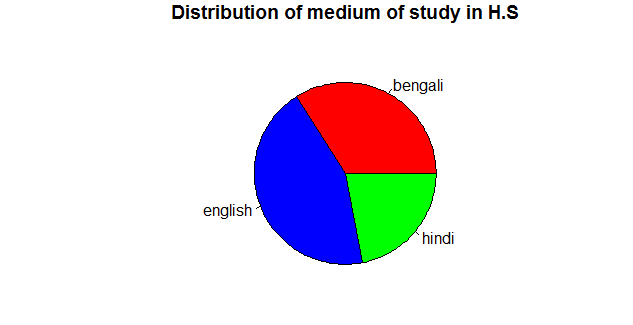 Distribution of medium of study in H.S
bengali
english
hindi